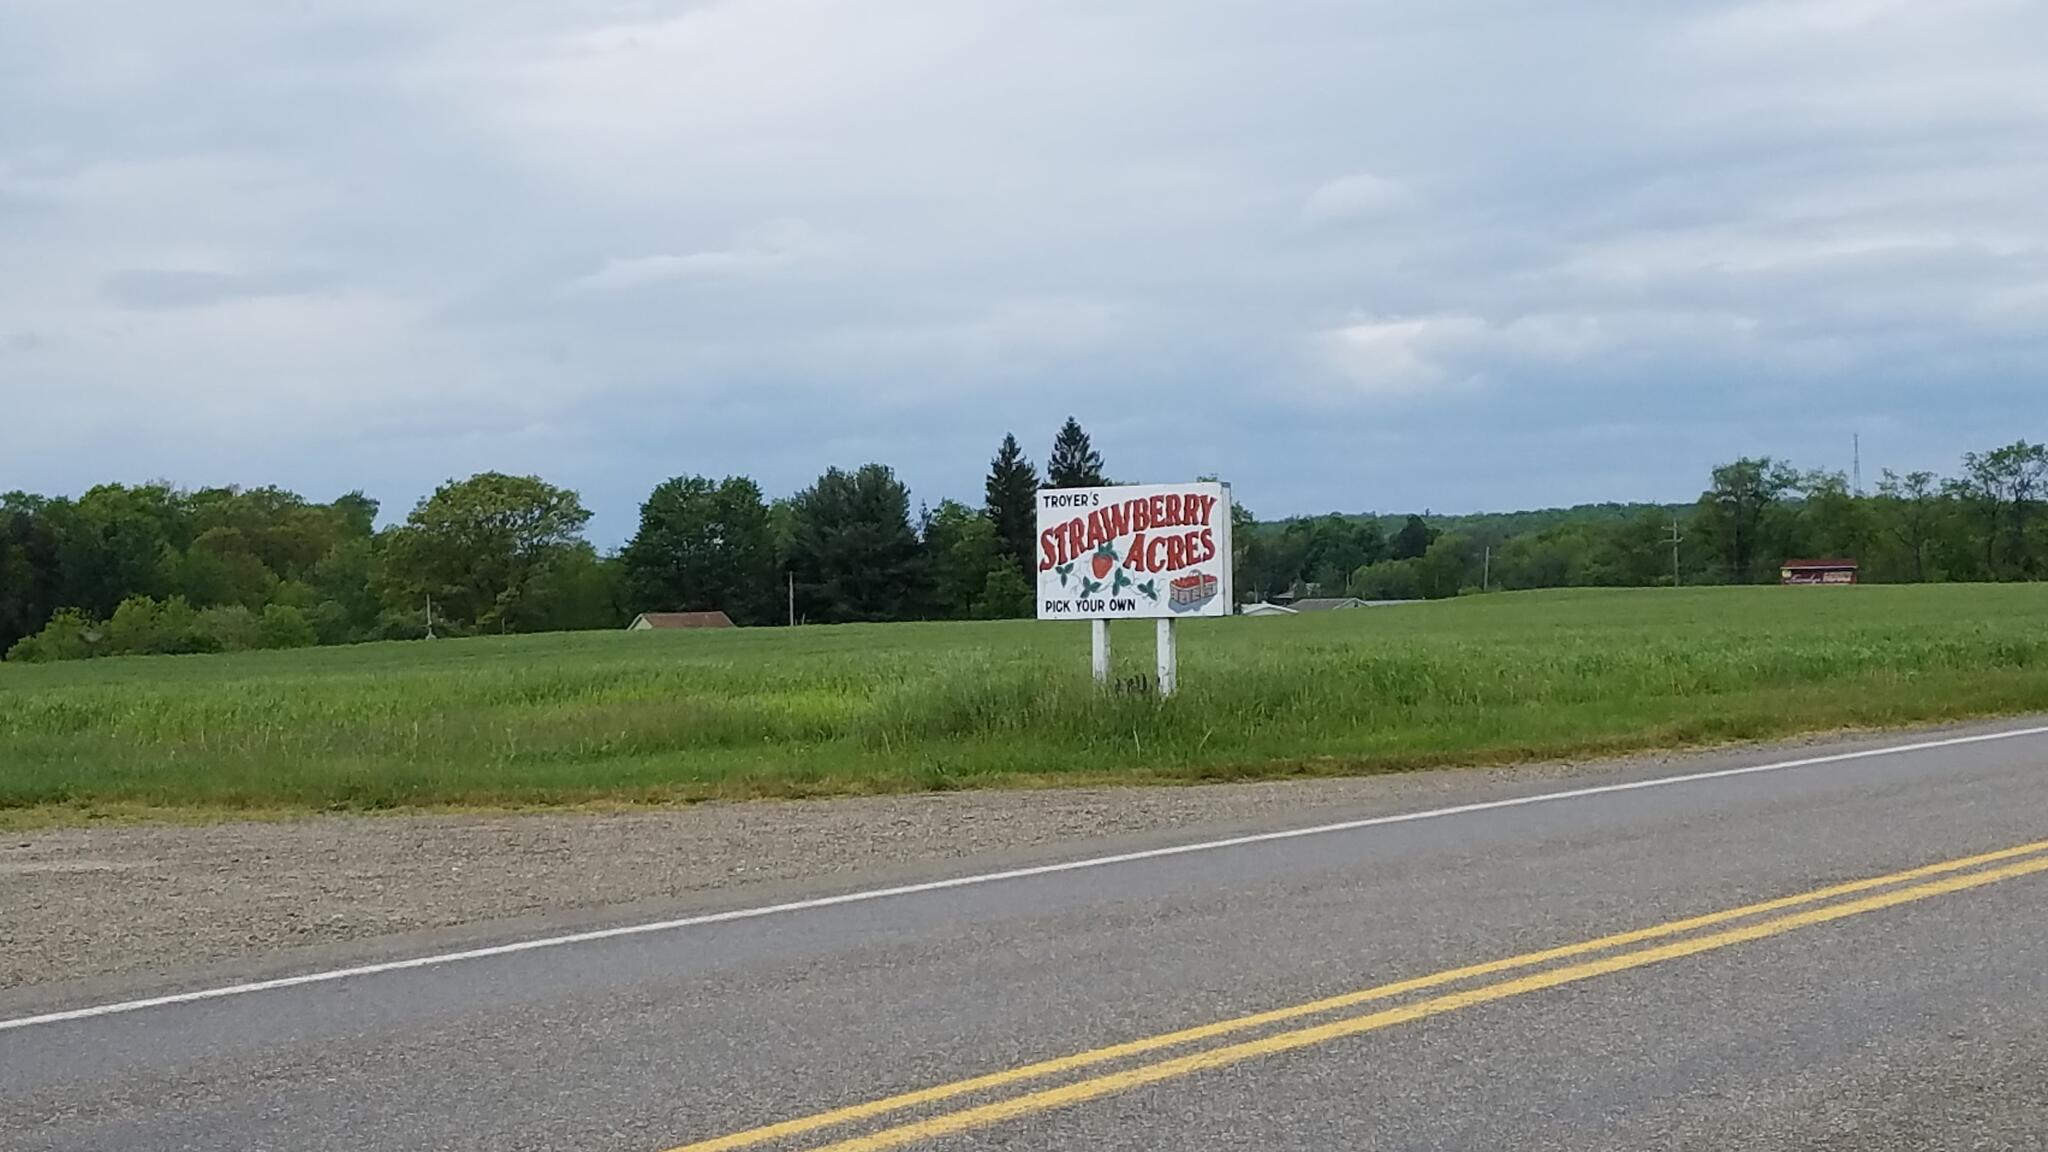 TROYER'S
STRAWBERRY
ACRES
PICK YOUR OWN